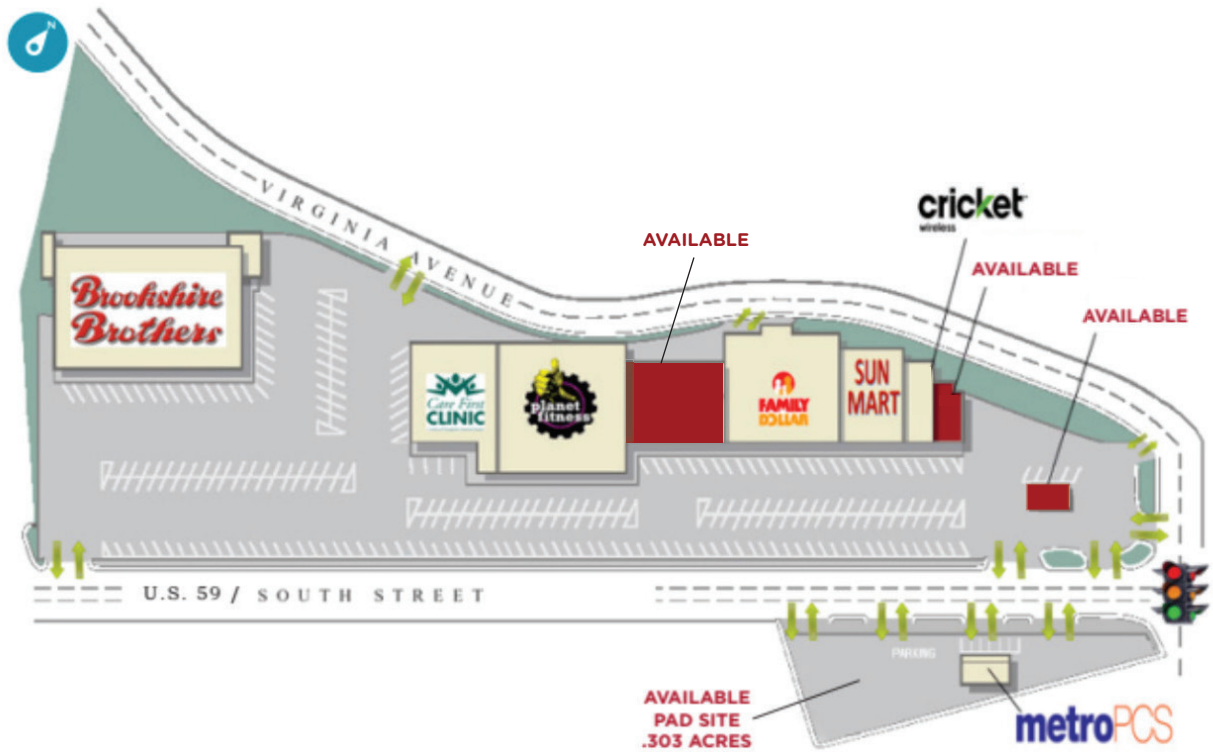 N
VIRGINIA AVENUE
cricket
wireless
AVAILABLE
AVAILABLE
AVAILABLE
Brookshire
Brothers
Care First
CLINIC
planet
fitness
FAMILY
DOLLAR
SUN
MART
U.S. 59 / SOUTH STREET
PARKING
AVAILABLE
PAD SITE
.303 ACRES
metroPCS